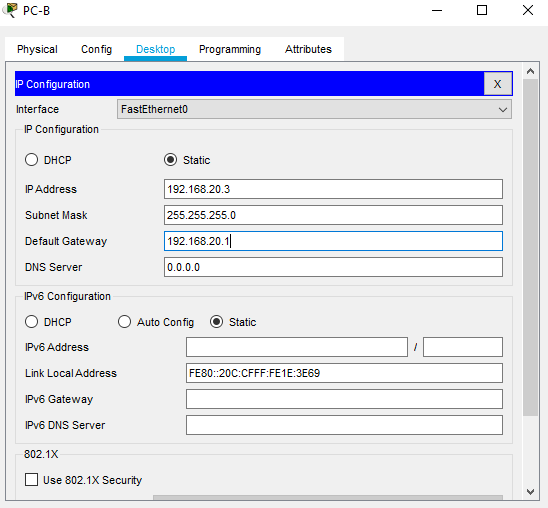 PC-B
Physical Config Desktop Programming Attributes
IP Configuration X
Interface FastEthernet0
IP Configuration
DHCP Static
IP Address 192.168.20.3
Subnet Mask 255.255.255.0
Default Gateway 192.168.20.1
DNS Server 0.0.0.0
IPv6 Configuration
DHCP Auto Config Static
IPv6 Address /
Link Local Address FE80::20C:CFFF:FE1E:3E69
IPv6 Gateway
IPv6 DNS Server
802.1X
Use 802.1X Security